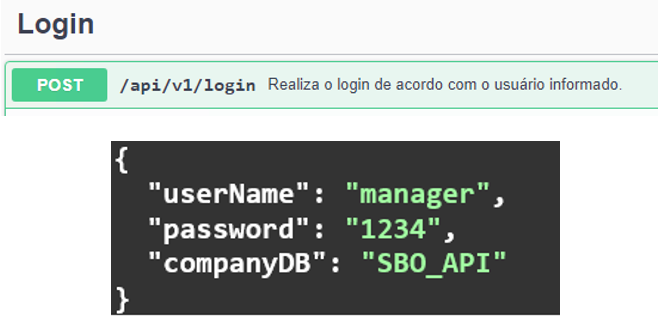 Login
POST /api/v1/login Realiza o login de acordo com o usuário informado.
{
"userName": "manager",
"password": "1234",
"companyDB": "SBO_API"
}